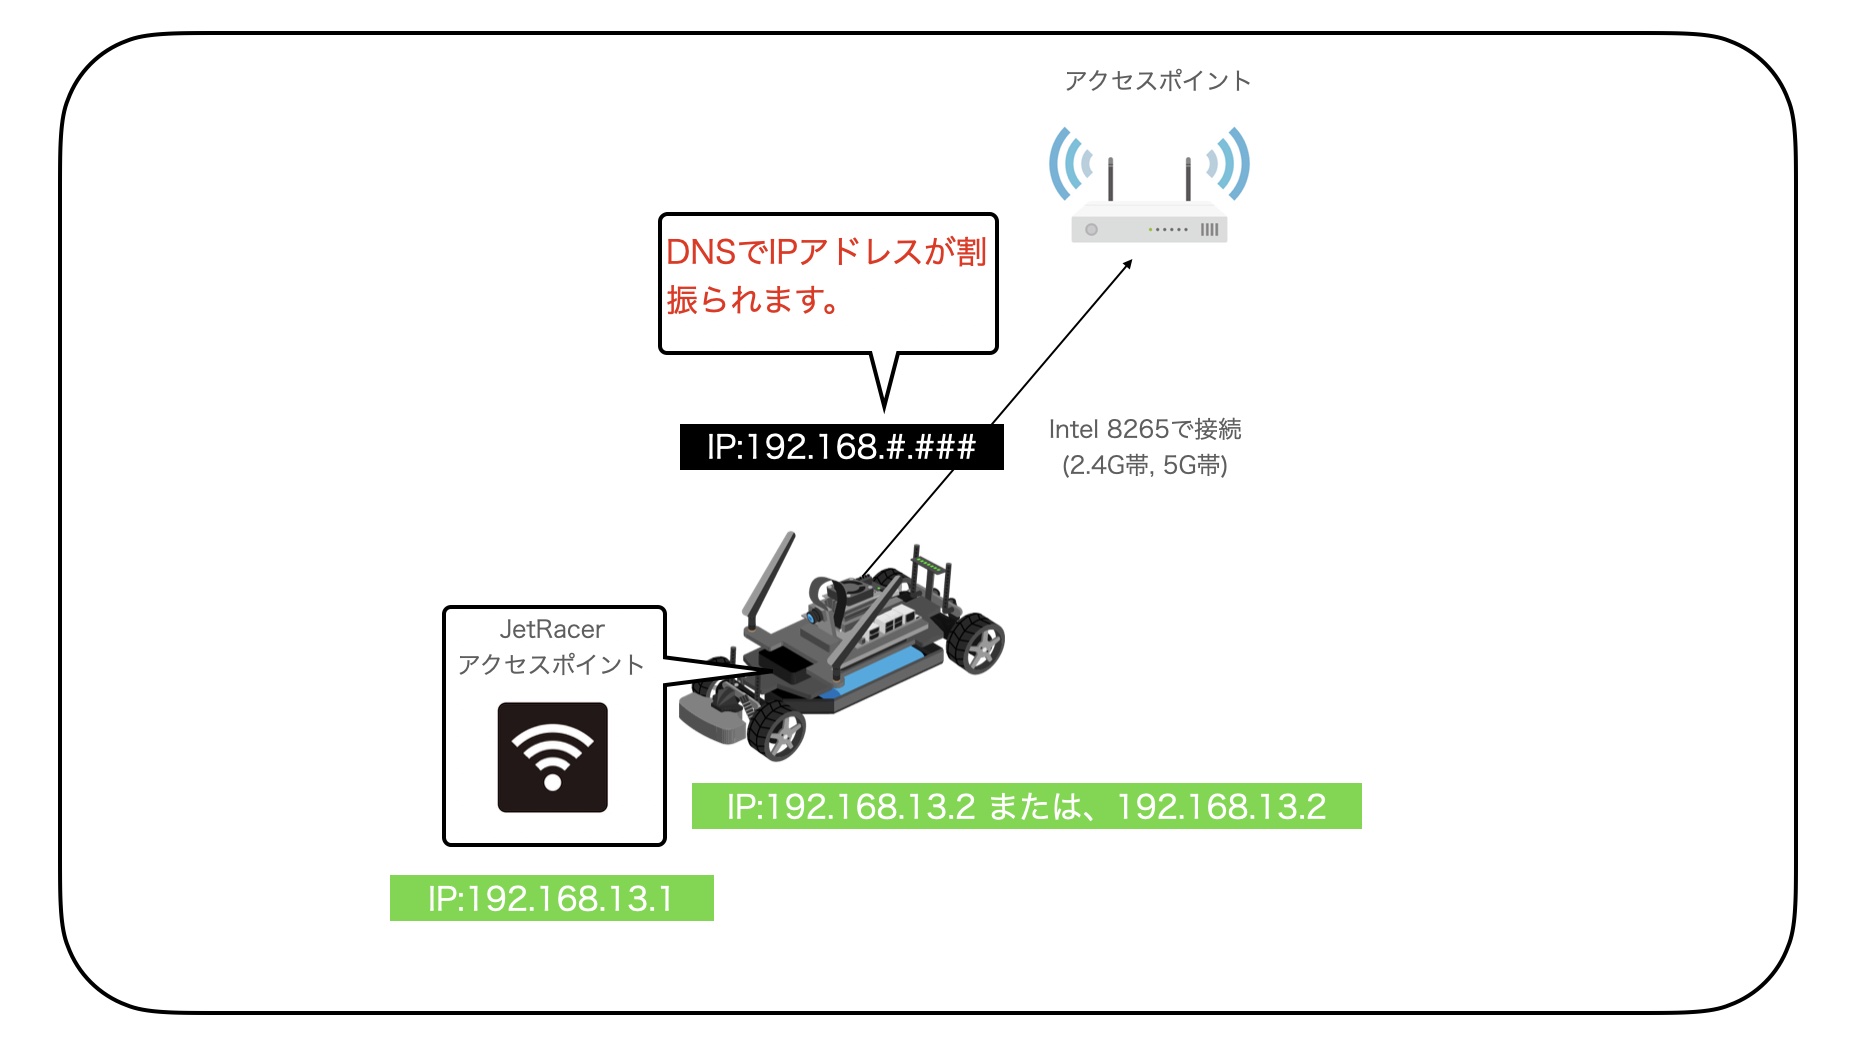 アクセスポイント
DNSでIPアドレスが割
振られます。
IP:192.168.#.###
Intel 8265で接続
(2.4G帯, 5G帯)
JetRacer
アクセスポイント
IP:192.168.13.2 または、192.168.13.2
IP:192.168.13.1